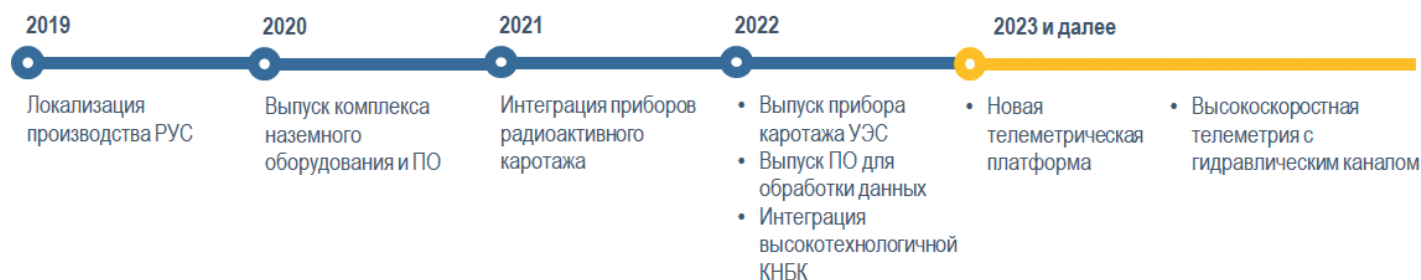 2019
Локализация
производства РУС
2020
Выпуск комплекса
наземного
оборудования и ПО
2021
Интеграция приборов
радиоактивного
каротажа
2022
• Выпуск прибора
каротажа УЭС
• Выпуск ПО для
обработки данных
• Интеграция
высокотехнологичной
КНБК
2023 и далее
• Новая
телеметрическая
платформа
• Высокоскоростная
телеметрия с
гидравлическим каналом